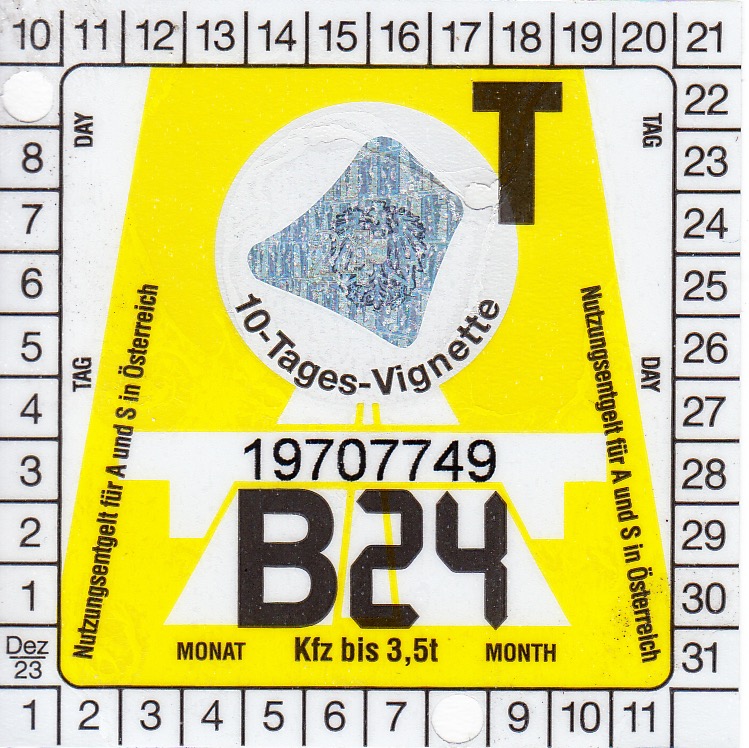 10 11 12 13 14 15 16 17 18 19 20 21
22
8
23
7
24
6
25
5
26
4
27
3
28
2
29
1
30
Dez
23
31
1 2 3 4 5 6 7 9 10 11
DAY
TAG
T
TAG
DAY
10-Tages-Vignette
Nutzungsentgelt für A und S in Österreich
Nutzungsentgelt für A und S in Österreich
19707749
B24
MONAT Kfz bis 3,5t MONTH